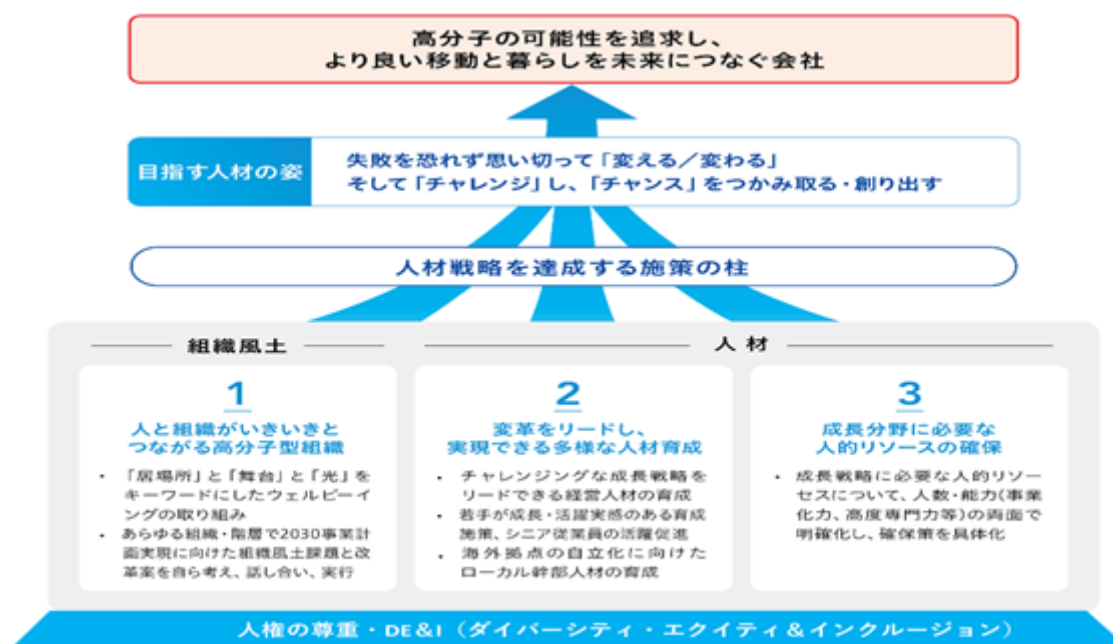 高分子の可能性を追求し、
より良い移動と暮らしを未来につなぐ会社
目指す人材の姿
失敗を恐れず思い切って「変える／変わる」
そして「チャレンジ」し、「チャンス」をつかみ取る・創り出す
人材戦略を達成する施策の柱
組織風土
人材
1
人と組織がいきいきと
つながる高分子型組織
・「居場所」と「舞台」と「光」を
キーワードにしたウェルビーイ
ングの取り組み
・あらゆる組織・階層で2030事業計
画実現に向けた組織風土課題と改
革案を自ら考え、話し合い、実行
2
変革をリードし、
実現できる多様な人材育成
・チャレンジングな成長戦略を
リードできる経営人材の育成
・若手が成長・活躍実感のある育成
施策、シニア従業員の活躍促進
・海外拠点の自立化に向けた
ローカル幹部人材の育成
3
成長分野に必要な
人的リソースの確保
・成長戦略に必要な人的リソー
セスについて、人数・能力(事業
化力、高度専門力等)の両面で
明確化し、確保策を具体化
人権の尊重・DE&I（ダイバーシティ・エクイティ&インクルージョン）